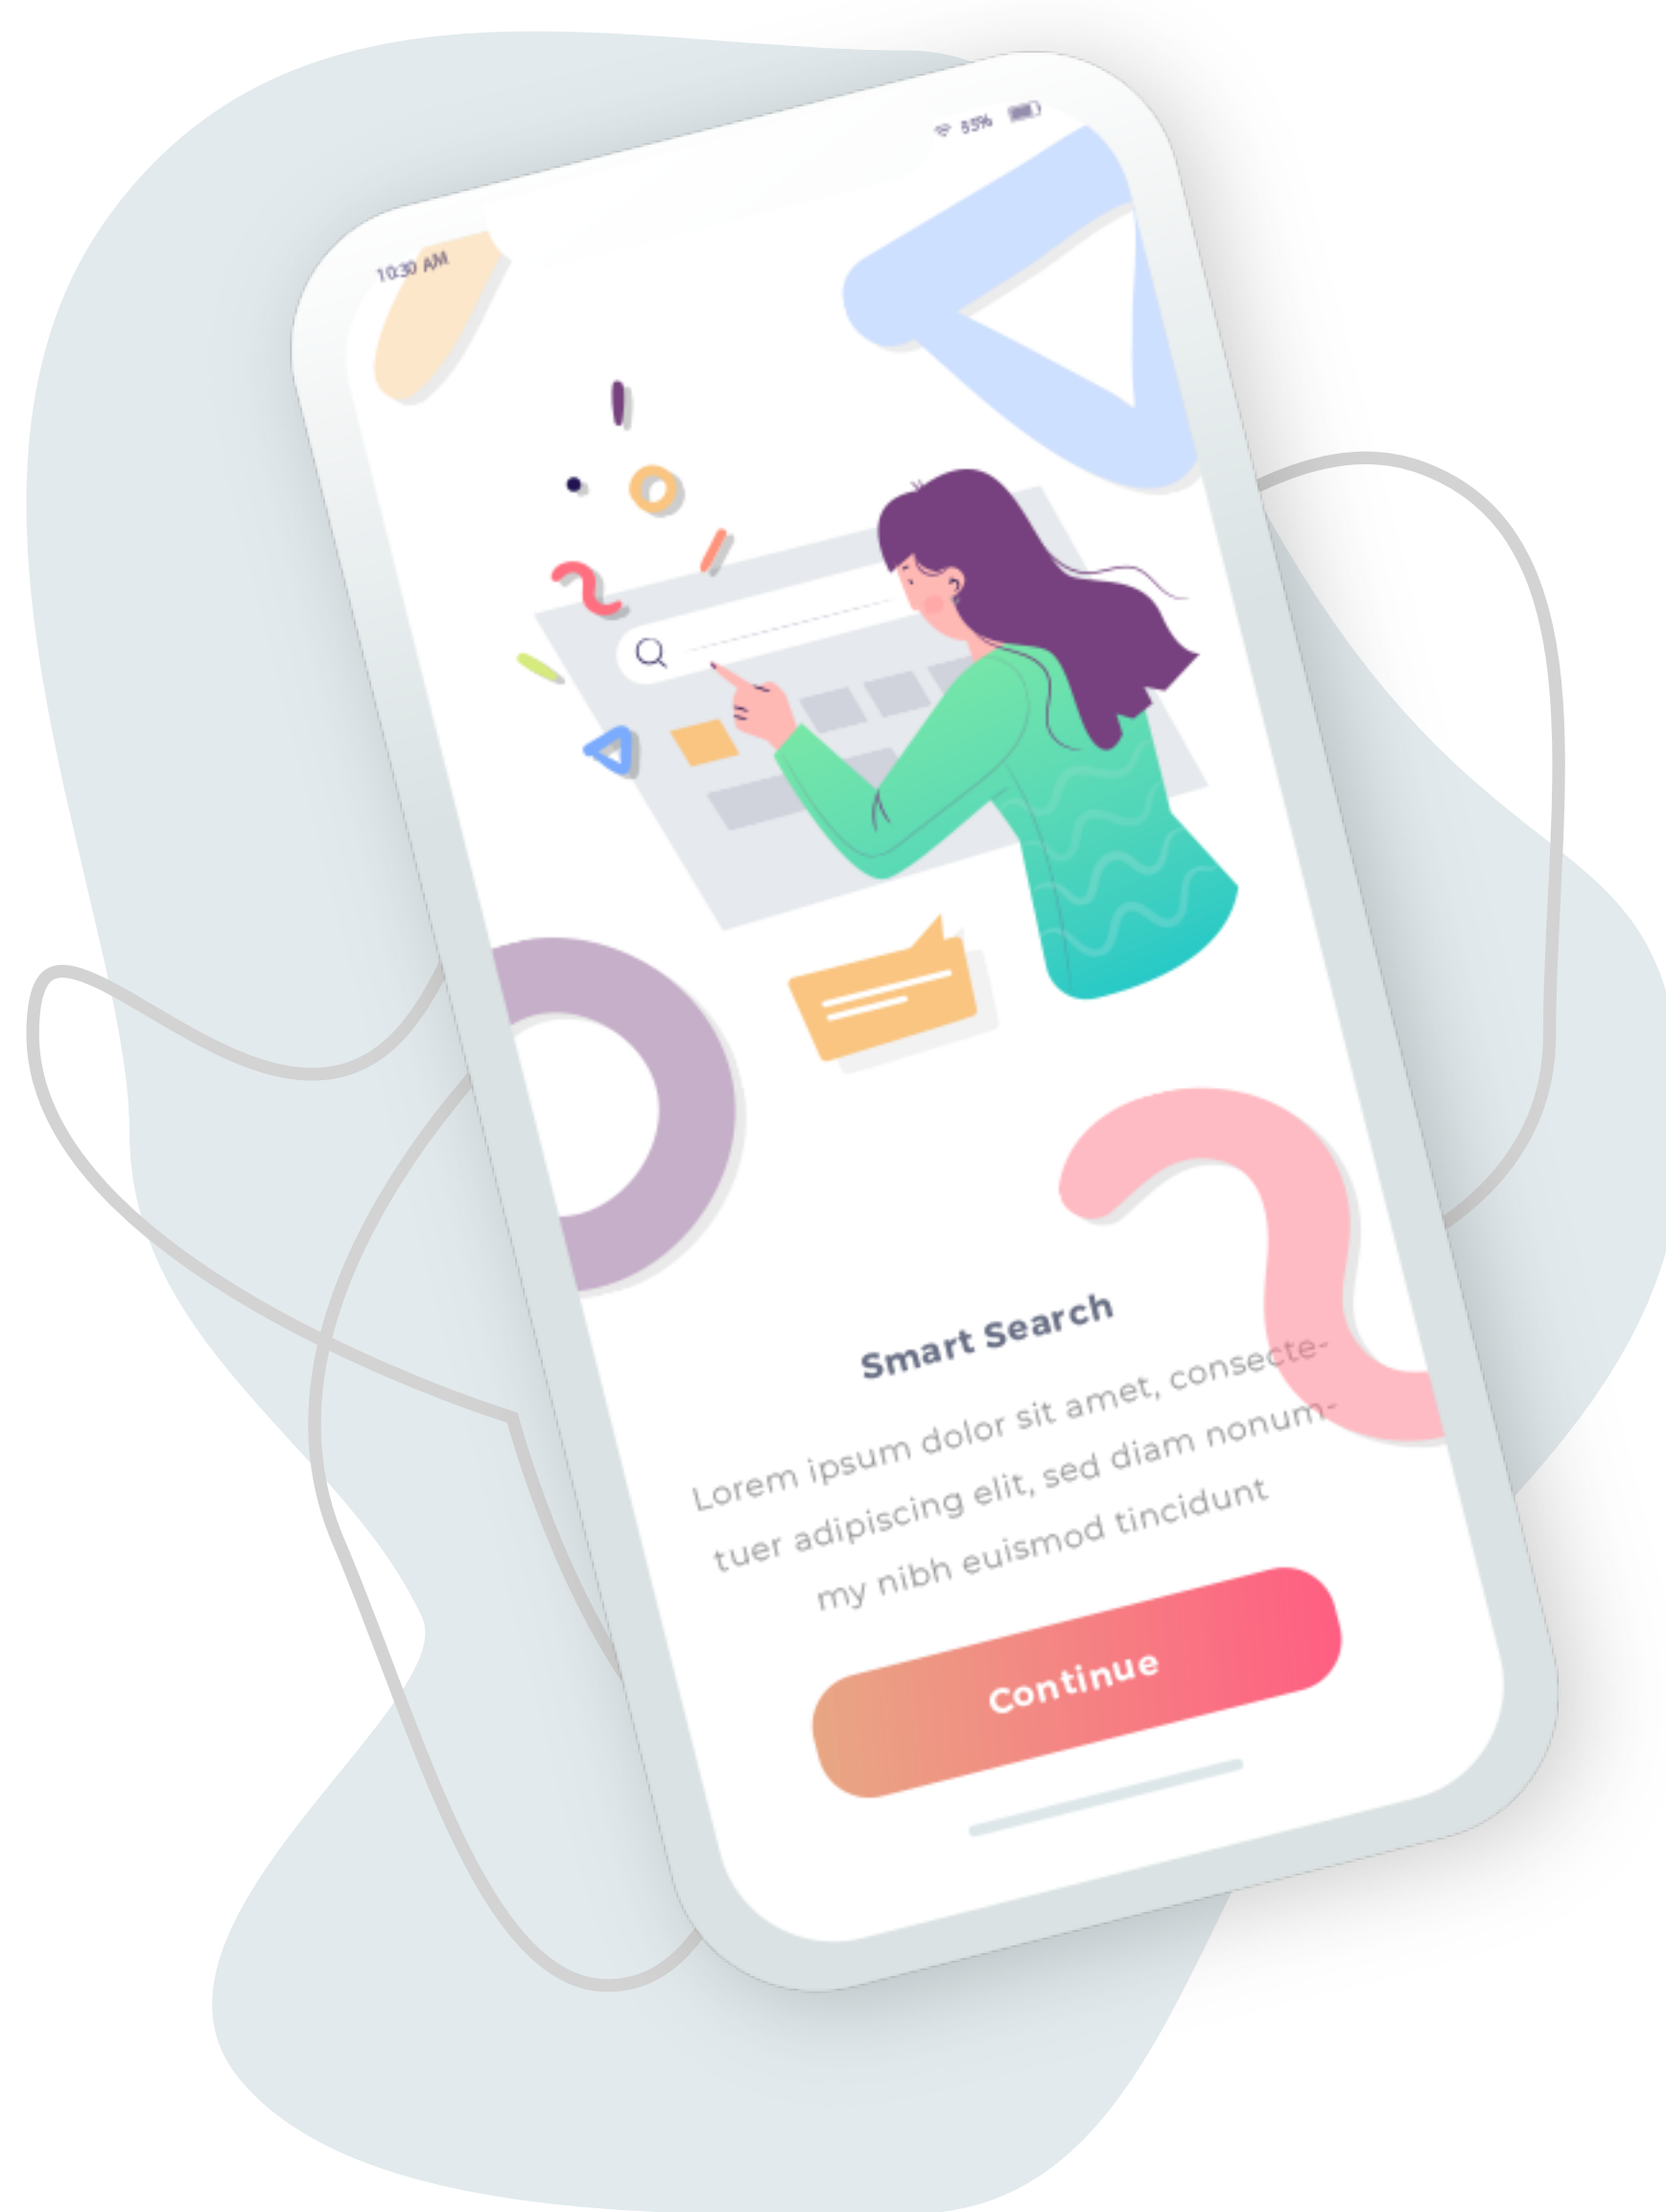 10:30 AM
55%
Smart Search
Lorem ipsum dolor sit amet, consecte-
tuer adipiscing elit, sed diam nonum-
my nibh euismod tincidunt
Continue